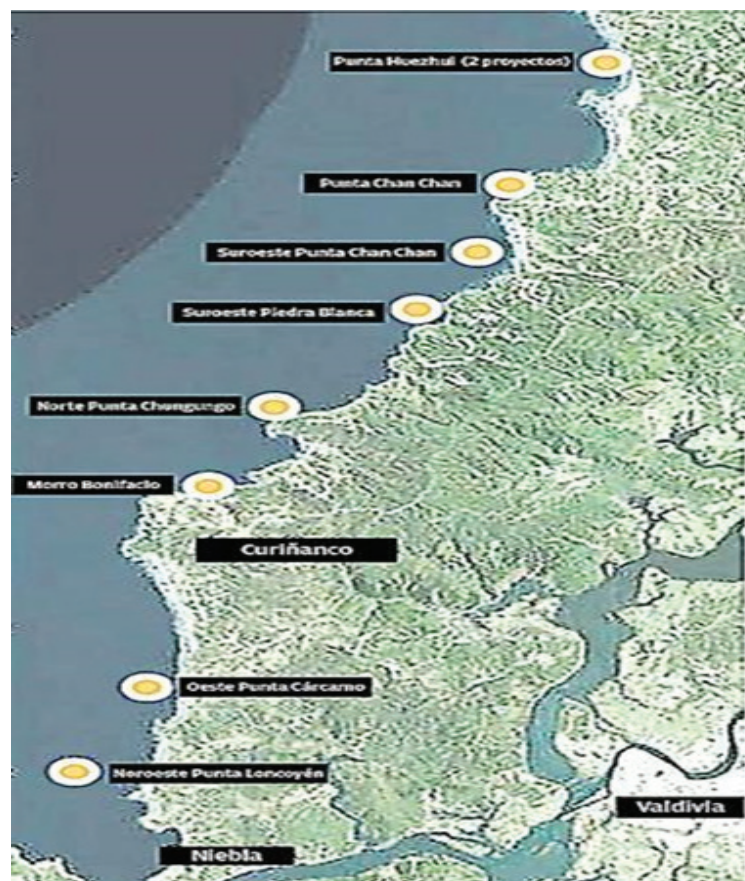 Punta Huezhui (2 proyectos)
Punta Chan Chan
Suroeste Punta Chan Chan
Suroeste Piedra Blanca
Norte Punta Chungungo
Morro Bonifacio
Curiñanco
Oeste Punta Cárcamo
Noroeste Punta Loncoyén
Valdivia
Niebla